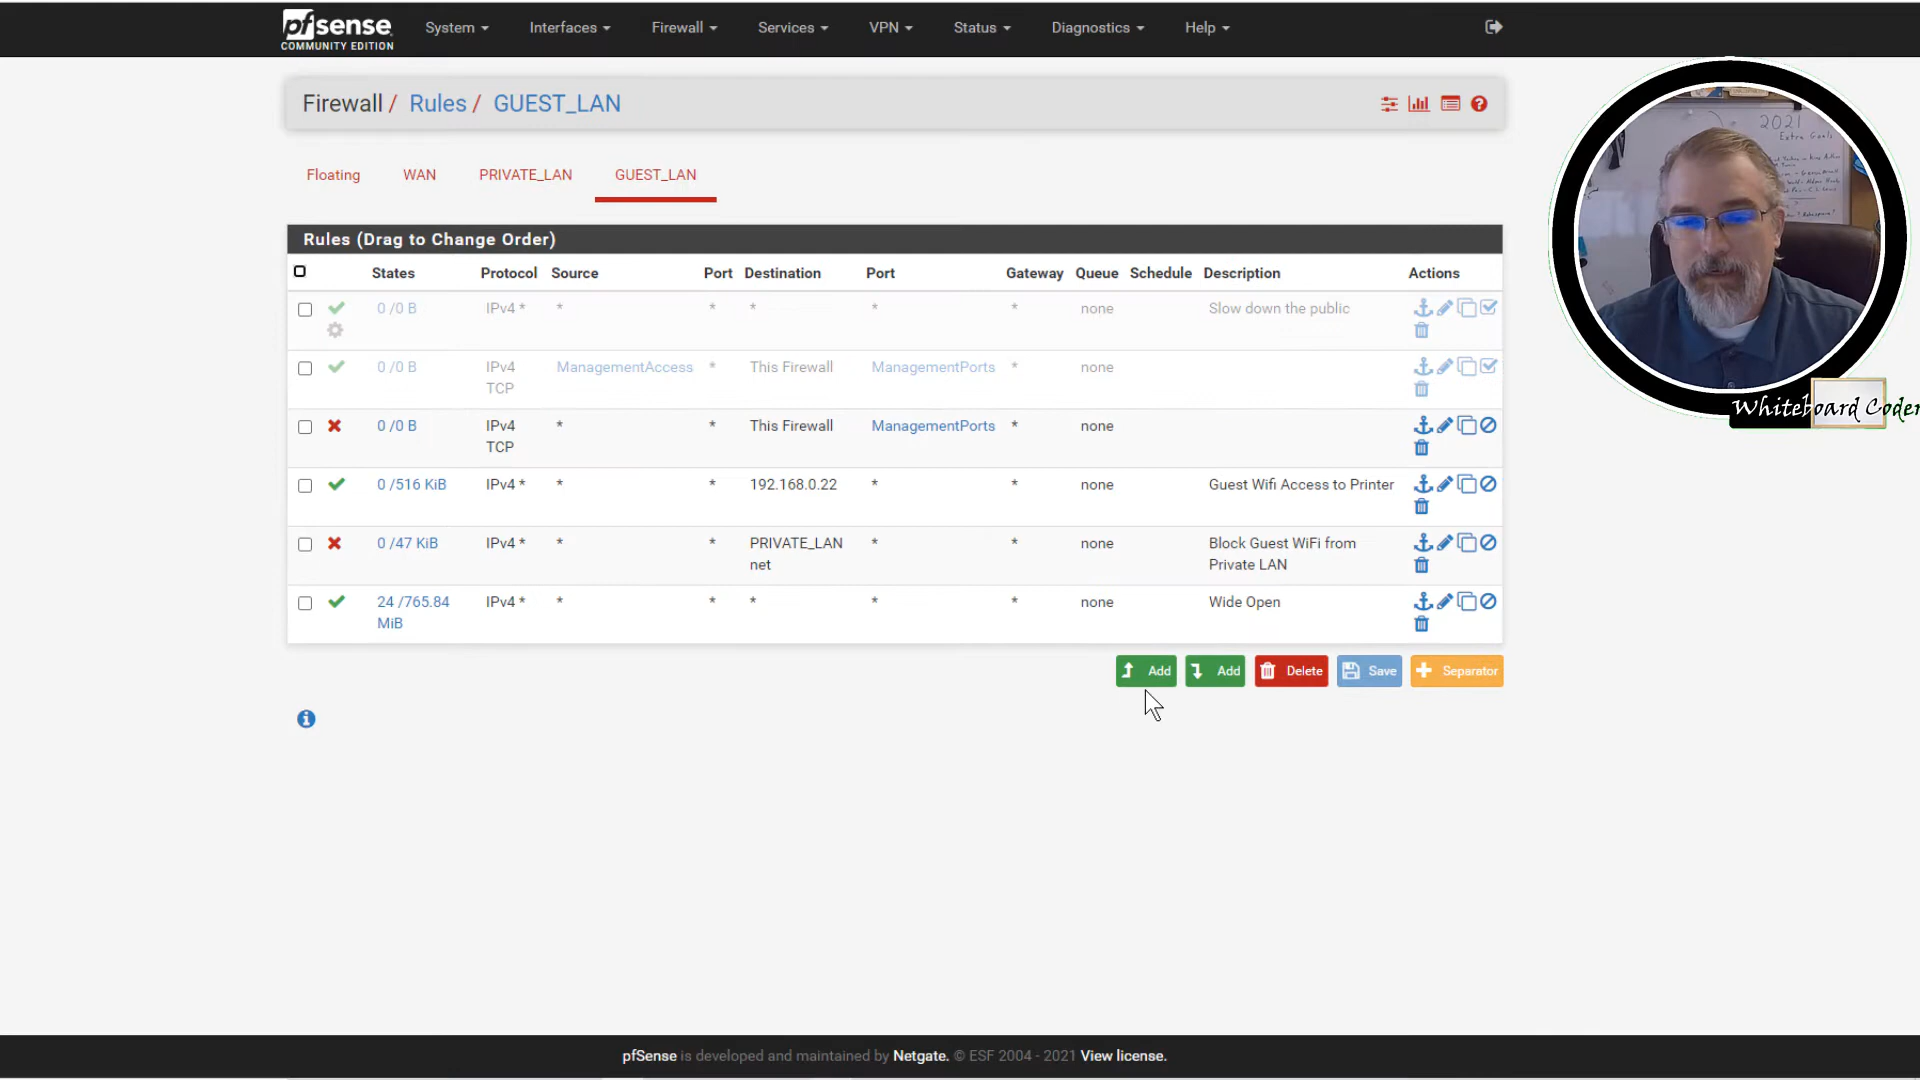 pfsense
COMMUNITY EDITION
System
Interfaces
Firewall
Services
VPN
Status
Diagnostics
Help
Firewall / Rules / GUEST_LAN
Floating
WAN
PRIVATE_LAN
GUEST_LAN
Rules (Drag to Change Order)
States Protocol Source Port Destination Port Gateway Queue Schedule Description Actions
0 /0 B IPv4 * * * * * * none Slow down the public
0 /0 B IPv4 ManagementAccess * This Firewall ManagementPorts * none
TCP
0 /0 B IPv4 * * This Firewall ManagementPorts * none
TCP
0 /516 KiB IPv4 * * * 192.168.0.22 * * none Guest Wifi Access to Printer
0 /47 KiB IPv4 * * * PRIVATE_LAN * * none Block Guest WiFi from
net Private LAN
24 /765.84 IPv4 * * * * * * none Wide Open
MiB
Add
Add
Delete
Save
Separator
2021
Extra Goals
Whiteboard Coder
pfSense is developed and maintained by Netgate. © ESF 2004 - 2021 View license.